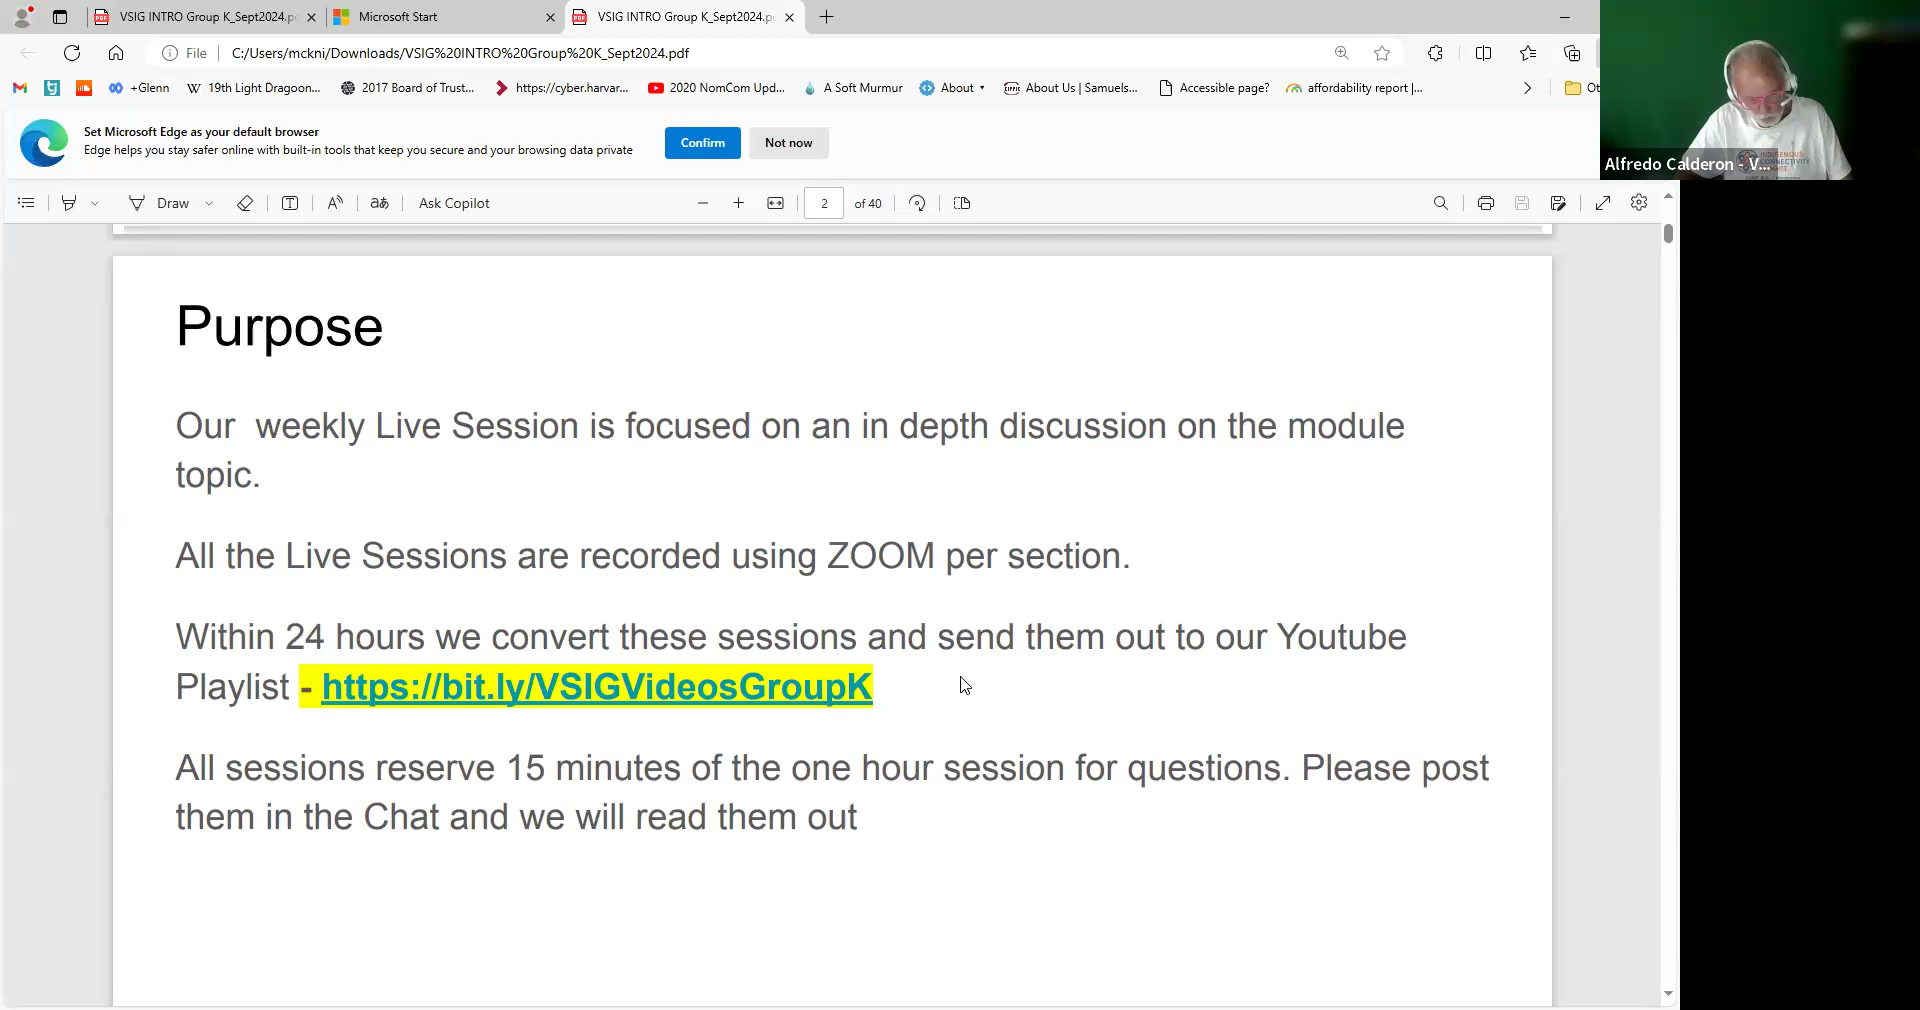 VSIG INTRO Group K_Sept2024.p
Microsoft Start
VSIG INTRO Group K_Sept2024.p
File
C:/Users/mckni/Downloads/VSIG%20INTRO%20Group%20K_Sept2024.pdf
+Glenn
19th Light Dragoon...
2017 Board of Trust...
https://cyber.harvar...
2020 NomCom Upd...
A Soft Murmur
About
About Us | Samuels...
Accessible page?
affordability report |...
Ot
Set Microsoft Edge as your default browser
Edge helps you stay safer online with built-in tools that keep you secure and your browsing data private
Confirm
Not now
Alfredo Calderon - V...
INDIGENOUS
CONNECTIVITY
Draw
Ask Copilot
2 of 40
Purpose
Our weekly Live Session is focused on an in depth discussion on the module
topic.
All the Live Sessions are recorded using ZOOM per section.
Within 24 hours we convert these sessions and send them out to our Youtube
Playlist - https://bit.ly/VSIGVideosGroupK
All sessions reserve 15 minutes of the one hour session for questions. Please post
them in the Chat and we will read them out